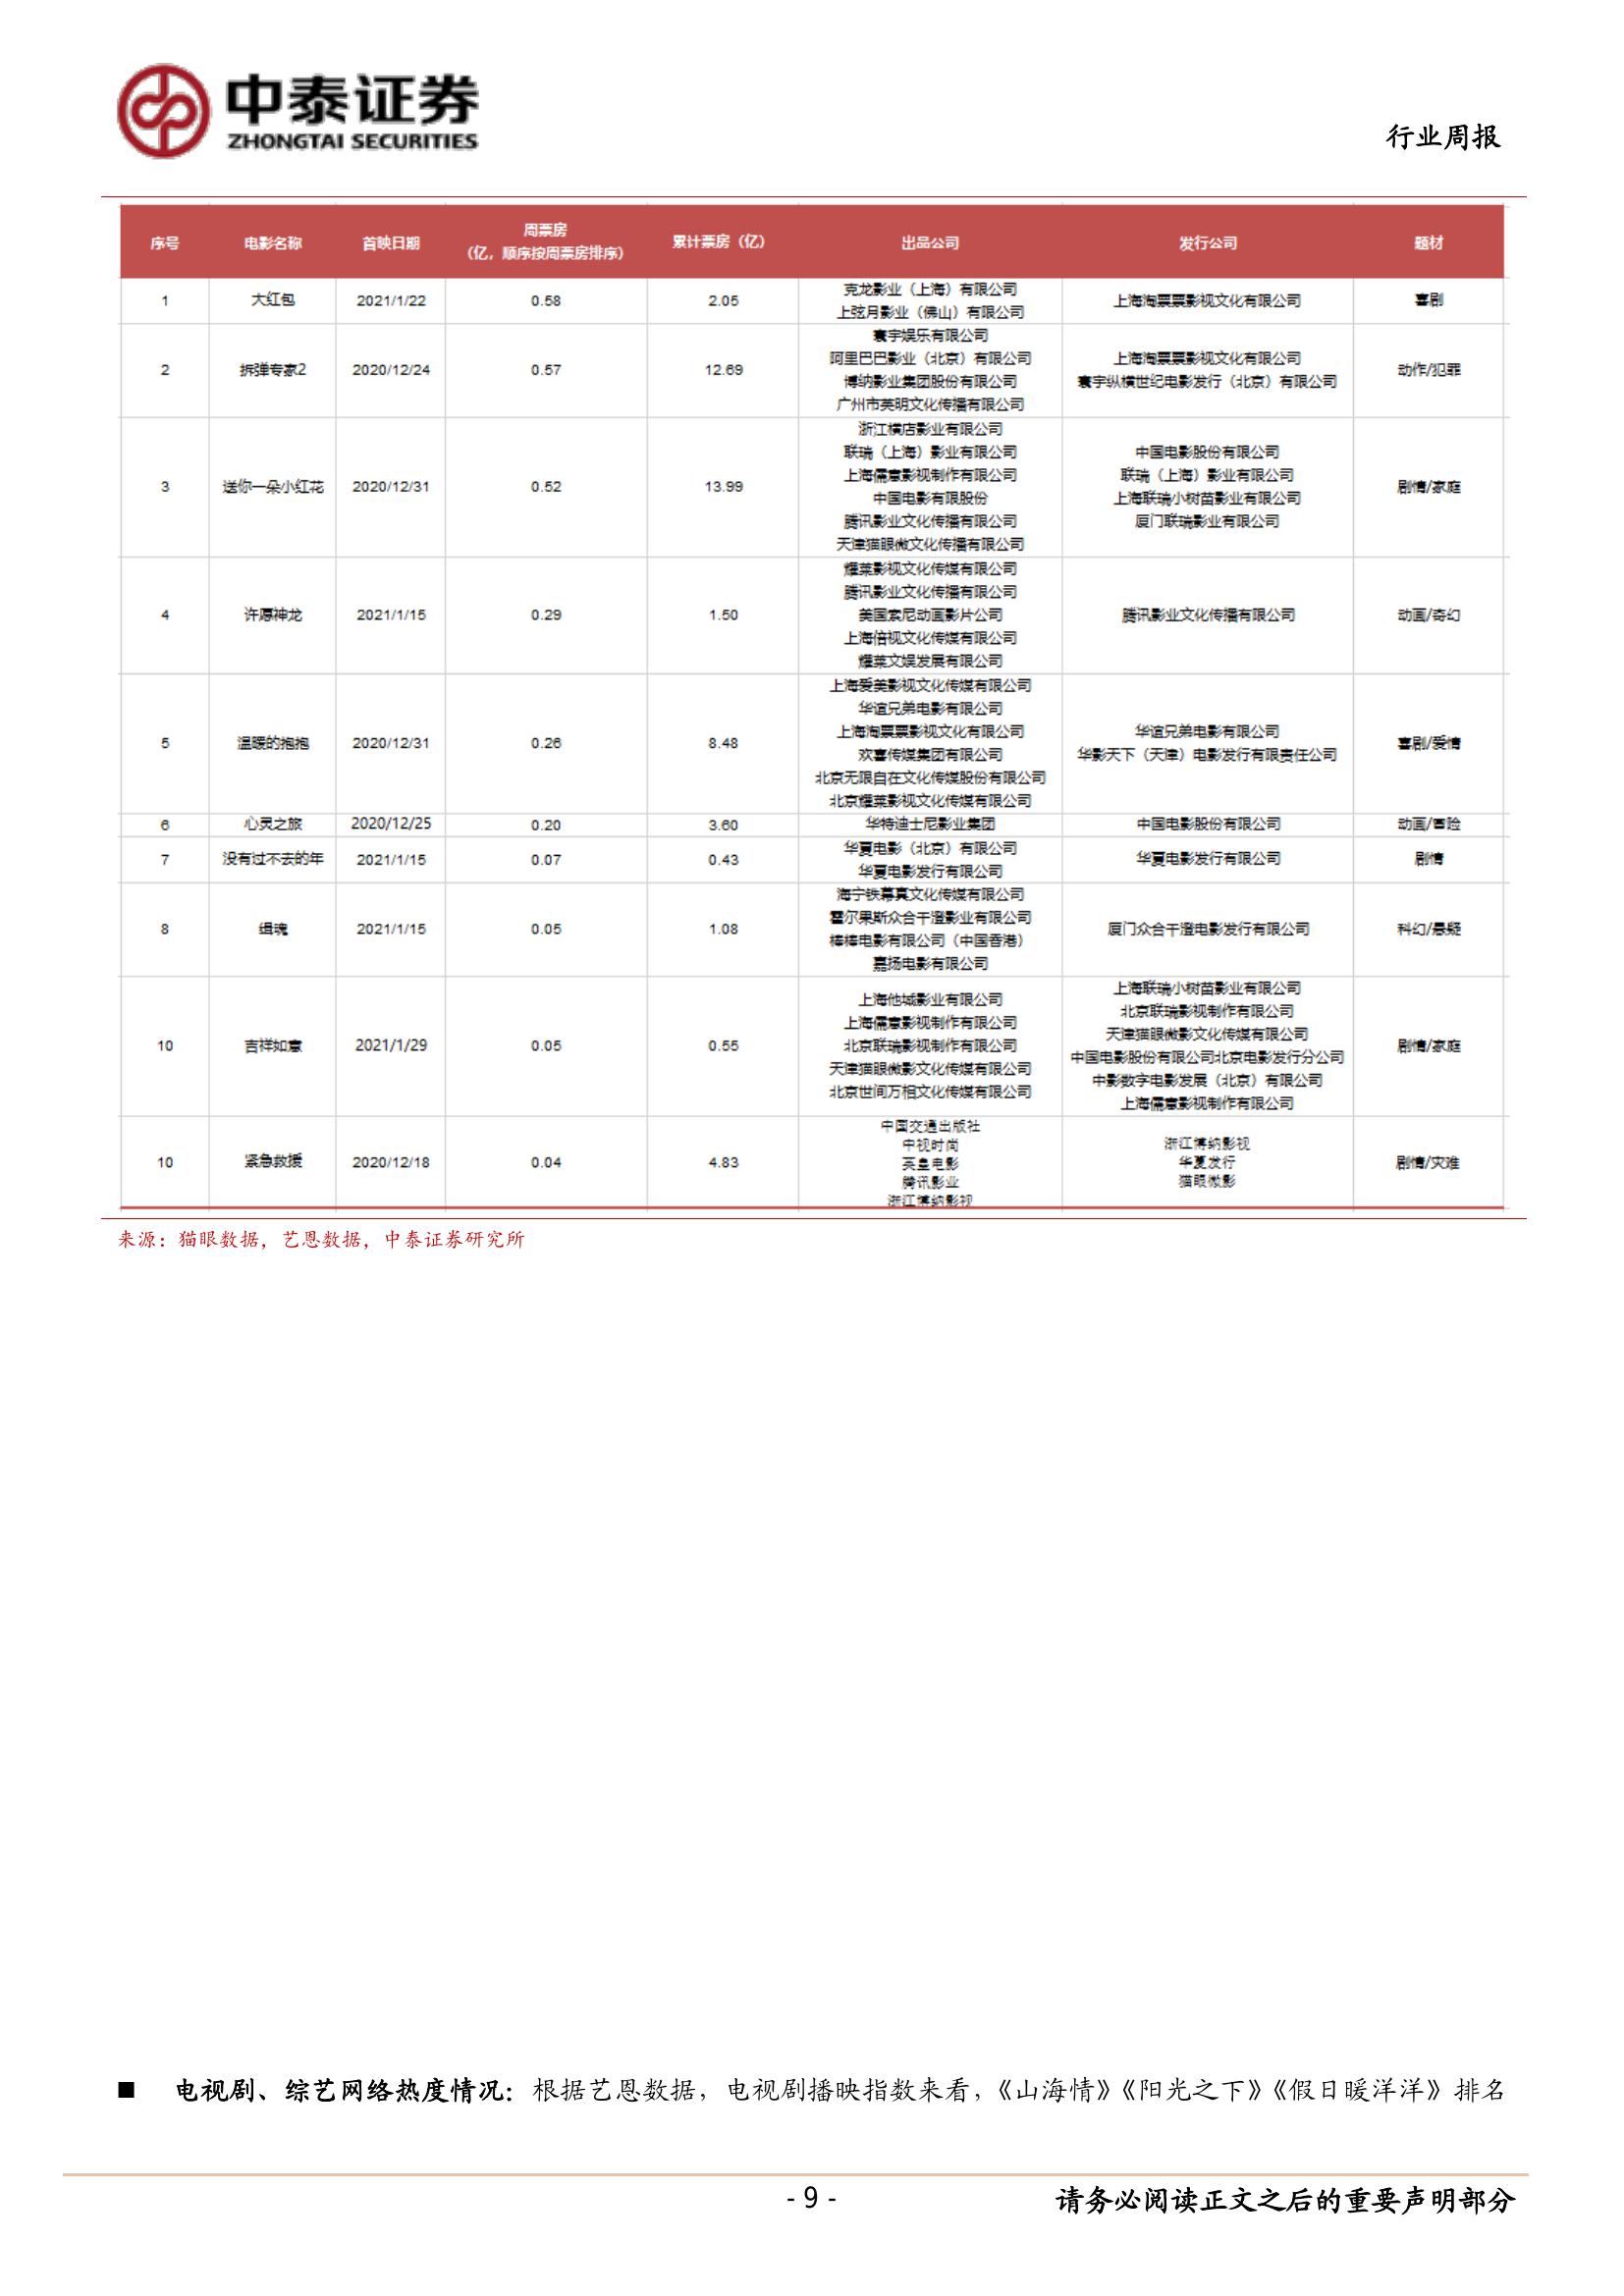 中泰证券
ZHONGTAI SECURITIES
行业周报
序号 电影名称 首映日期 周票房（亿，顺序按周票房排序） 累计票房（亿） 出品公司 发行公司 题材
1 大红包 2021/1/22 0.58 2.05
克龙影业（上海）有限公司
上弦月影业（佛山）有限公司
上海淘票票影视文化有限公司
喜剧
2 拆弹专家2 2020/12/24 0.57 12.69
寰宇娱乐有限公司
阿里巴巴影业（北京）有限公司
博纳影业集团股份有限公司
广州市英明文化传播有限公司
上海淘票票影视文化有限公司
寰宇纵横世纪电影发行（北京）有限公司
动作/犯罪
3 送你一朵小红花 2020/12/31 0.52 13.99
浙江横店影业有限公司
联瑞（上海）影业有限公司
上海儒意影视制作有限公司
中国电影有限股份
腾讯影业文化传播有限公司
天津猫眼微文化传播有限公司
中国电影股份有限公司
联瑞（上海）影业有限公司
上海联瑞小树苗影业有限公司
厦门联瑞影业有限公司
剧情/家庭
4 许愿神龙 2021/1/15 0.29 1.50
耀莱影视文化传媒有限公司
腾讯影业文化传播有限公司
美国索尼动画影片公司
上海倍视文化传媒有限公司
耀莱文娱发展有限公司
腾讯影业文化传播有限公司
动画/奇幻
5 温暖的抱抱 2020/12/31 0.26 8.48
上海爱美影视文化传媒有限公司
华谊兄弟电影有限公司
上海淘票票影视文化有限公司
欢喜传媒集团有限公司
北京无限自在文化传媒股份有限公司
北京耀莱影视文化传媒有限公司
华谊兄弟电影有限公司
华影天下（天津）电影发行有限责任公司
喜剧/爱情
6 心灵之旅 2020/12/25 0.20 3.60 华特迪士尼影业集团 中国电影股份有限公司 动画/冒险
7 没有过不去的年 2021/1/15 0.07 0.43
华夏电影（北京）有限公司
华夏电影发行有限公司
华夏电影发行有限公司
剧情
8 缉魂 2021/1/15 0.05 1.08
海宁铁幕真文化传媒有限公司
霍尔果斯众合千澄影业有限公司
棒棒电影有限公司（中国香港）
嘉扬电影有限公司
厦门众合千澄电影发行有限公司
科幻/悬疑
10 吉祥如意 2021/1/29 0.05 0.55
上海他城影业有限公司
上海儒意影视制作有限公司
北京联瑞影视制作有限公司
天津猫眼微影文化传媒有限公司
北京世间万相文化传媒有限公司
上海联瑞小树苗影业有限公司
北京联瑞影视制作有限公司
天津猫眼微影文化传媒有限公司
中国电影股份有限公司北京电影发行分公司
中影数字电影发展（北京）有限公司
上海儒意影视制作有限公司
剧情/家庭
10 紧急救援 2020/12/18 0.04 4.83
中国交通出版社
中视时尚
英皇电影
腾讯影业
浙江博纳影视
浙江博纳影视
华夏发行
猫眼微影
剧情/灾难
来源：猫眼数据，艺恩数据，中泰证券研究所
■ 电视剧、综艺网络热度情况：根据艺恩数据，电视剧播映指数来看，《山海情》《阳光之下》《假日暖洋洋》排名
- 9 -
请务必阅读正文之后的重要声明部分